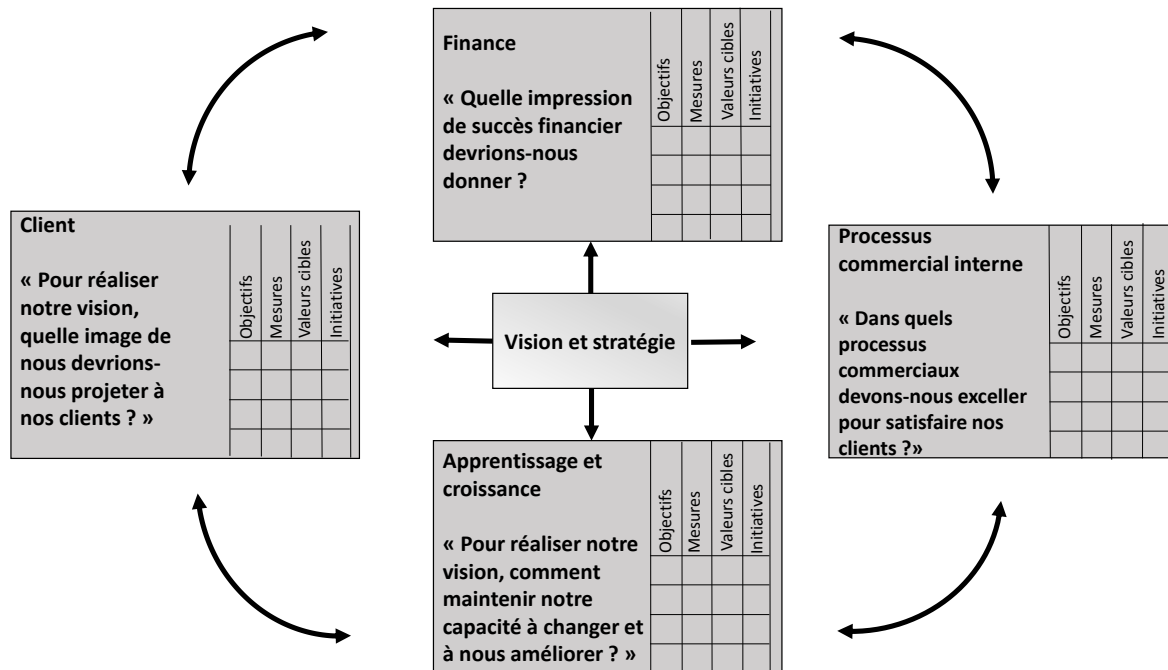 Finance
« Quelle impression
de succès financier
devrions-nous
donner ?
Objectifs
Mesures
Valeurs cibles
Initiatives
Client
« Pour réaliser
notre vision,
quelle image de
nous devrions-
nous projeter à
nos clients ? »
Objectifs
Mesures
Valeurs cibles
Initiatives
Vision et stratégie
Processus
commercial interne
« Dans quels
processus
commerciaux
devons-nous exceller
pour satisfaire nos
clients ?»
Objectifs
Mesures
Valeurs cibles
Initiatives
Apprentissage et
croissance
« Pour réaliser notre
vision, comment
maintenir notre
capacité à changer et
à nous améliorer ? »
Objectifs
Mesures
Valeurs cibles
Initiatives